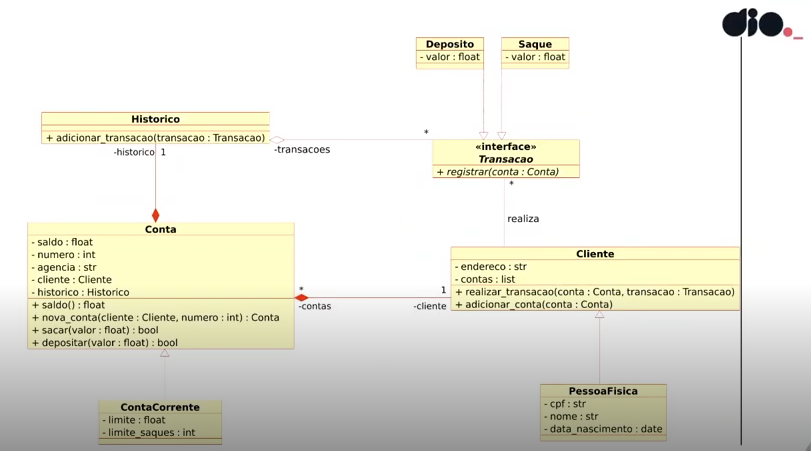 dio._
Deposito
- valor : float
Saque
- valor : float
Historico
+ adicionar_transacao(transacao : Transacao)
-historico 1
-transacoes
*
«interface»
Transacao
+ registrar(conta : Conta)
*
realiza
Conta
- saldo : float
- numero : int
- agencia : str
- cliente : Cliente
- historico : Historico
+ saldo() : float
+ nova_conta(cliente : Cliente, numero : int) : Conta
+ sacar(valor : float) : bool
+ depositar(valor : float) : bool
*
-contas
1
-cliente
Cliente
- endereco : str
- contas : list
+ realizar_transacao(conta : Conta, transacao : Transacao)
+ adicionar_conta(conta : Conta)
ContaCorrente
- limite : float
- limite_saques : int
PessoaFisica
- cpf : str
- nome : str
- data_nascimento : date